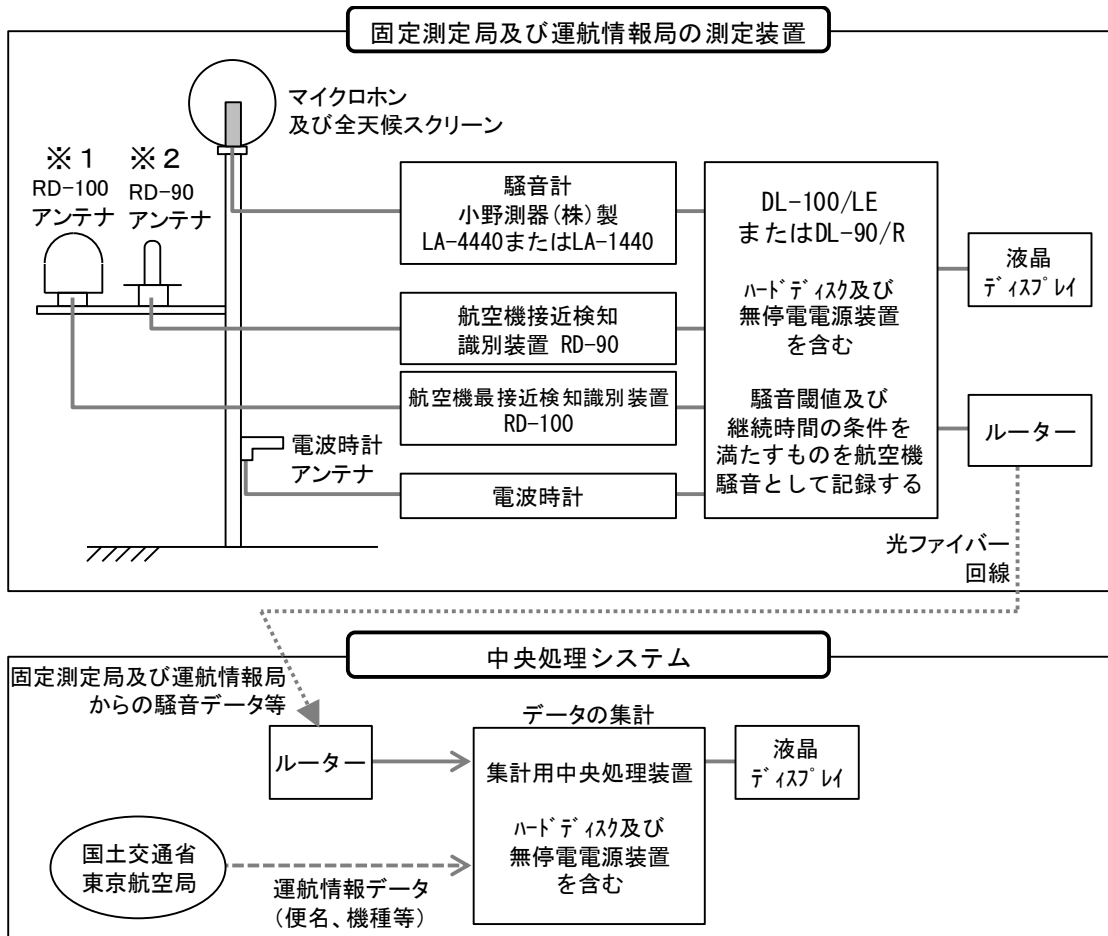 固定測定局及び運航情報局の測定装置
マイクロホン
及び全天候スクリーン
※1
RD-100
アンテナ
※2
RD-90
アンテナ
騒音計
小野測器(株)製
LA-4440またはLA-1440
航空機接近検知
識別装置 RD-90
航空機最接近検知識別装置
RD-100
電波時計
アンテナ
電波時計
DL-100/LE
またはDL-90/R
ハードディスク及び
無停電電源装置
を含む
騒音閾値及び
継続時間の条件を
満たすものを航空機
騒音として記録する
液晶
ディスプレイ
ルーター
光ファイバー
回線
中央処理システム
固定測定局及び運航情報局
からの騒音データ等
ルーター
データの集計
集計用中央処理装置
ハードディスク及び
無停電電源装置
を含む
液晶
ディスプレイ
国土交通省
東京航空局
運航情報データ
(便名、機種等)